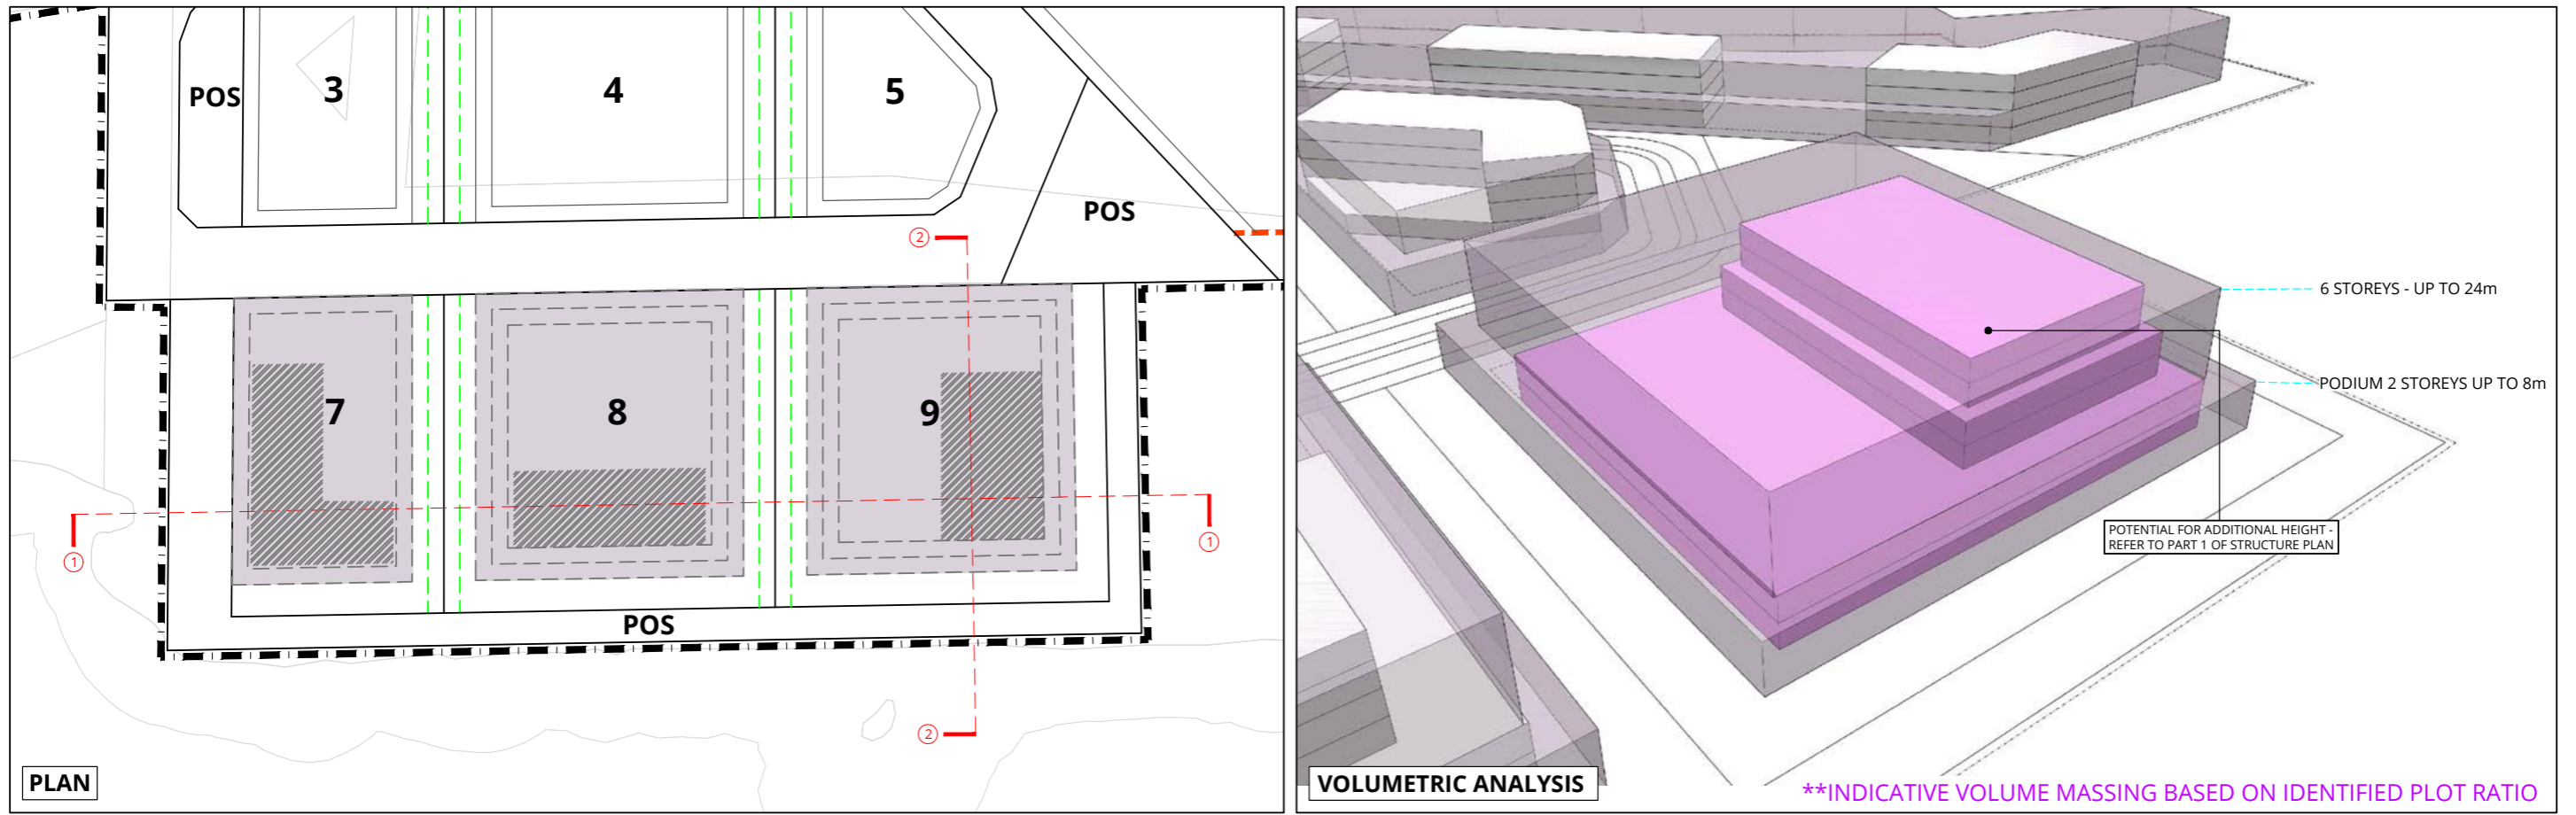 POS
3
4
5
POS
2
7
8
9
1
1
POS
2
PLAN
6 STOREYS - UP TO 24m
PODIUM 2 STOREYS UP TO 8m
POTENTIAL FOR ADDITIONAL HEIGHT -
REFER TO PART 1 OF STRUCTURE PLAN
VOLUMETRIC ANALYSIS
**INDICATIVE VOLUME MASSING BASED ON IDENTIFIED PLOT RATIO